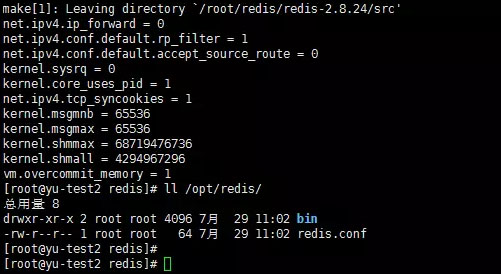 make[1]: Leaving directory `/root/redis/redis-2.8.24/src'
net.ipv4.ip_forward = 0
net.ipv4.conf.default.rp_filter = 1
net.ipv4.conf.default.accept_source_route = 0
kernel.sysrq = 0
kernel.core_uses_pid = 1
net.ipv4.tcp_syncookies = 1
kernel.msgmnb = 65536
kernel.msgmax = 65536
kernel.shmmax = 68719476736
kernel.shmall = 4294967296
vm.overcommit_memory = 1
[root@yu-test2 redis]# ll /opt/redis/
总用量 8
drwxr-xr-x 2 root root 4096 7月  29 11:02 bin
-rw-r--r-- 1 root root   64 7月  29 11:02 redis.conf
[root@yu-test2 redis]#
[root@yu-test2 redis]#